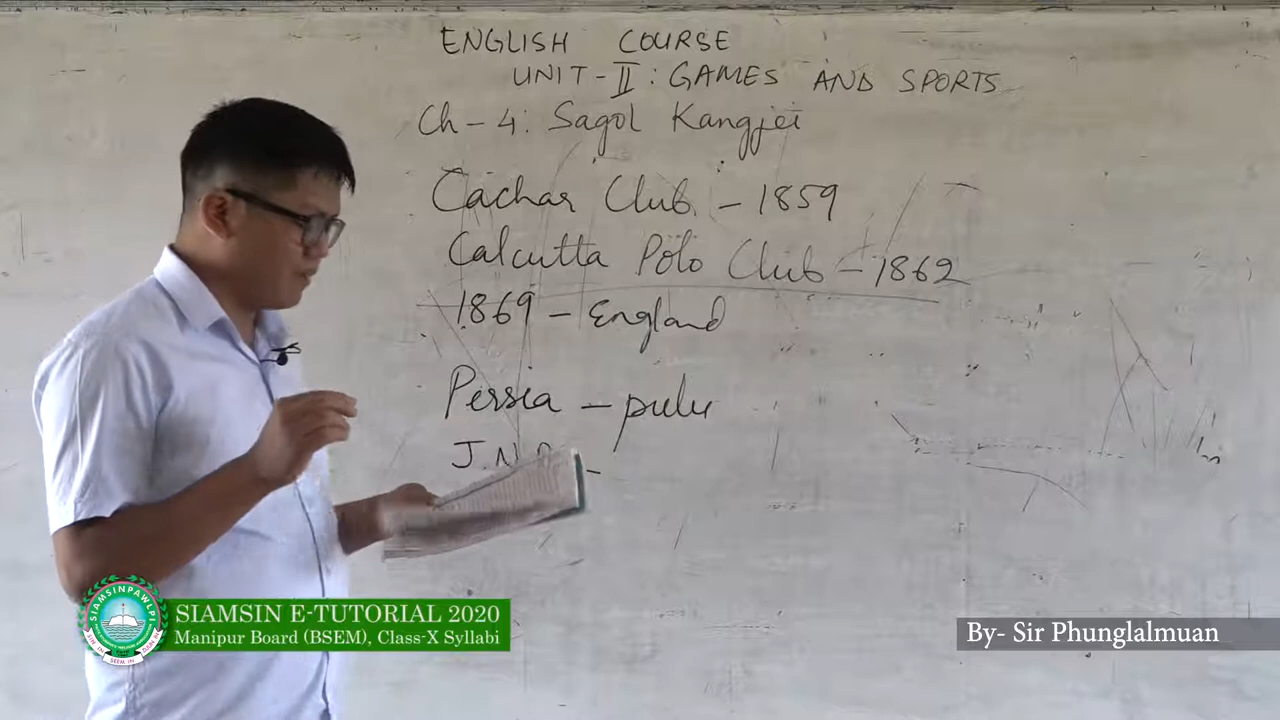 ENGLISH COURSE
UNIT-II: GAMES AND SPORTS
Ch-4: Sagol Kangjei
Cachar Club. - 1859
Calcutta Polo Club - 1862
1869 - England
Persia - pulu
J.N.
SIAMSINPAWLPI
SIAMSIN E-TUTORIAL 2020
Manipur Board (BSEM), Class-X Syllabi
By- Sir Phunglalmuan